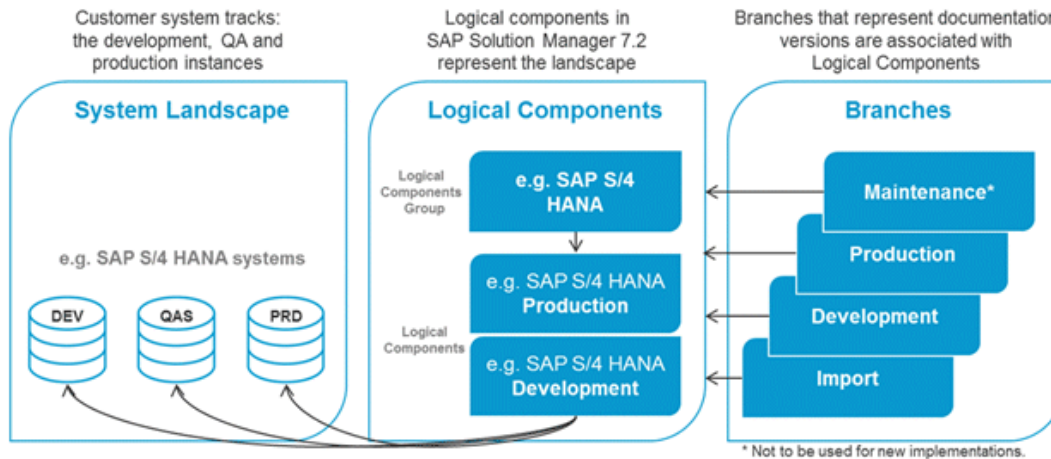 Customer system tracks:
the development, QA and
production instances
Logical components in
SAP Solution Manager 7.2
represent the landscape
Branches that represent documentation
versions are associated with
Logical Components
System Landscape
e.g. SAP S/4 HANA systems
DEV
QAS
PRD
Logical Components
Logical
Components
Group
e.g. SAP S/4
HANA
Logical
Components
e.g. SAP S/4 HANA
Production
e.g. SAP S/4 HANA
Development
Branches
Maintenance*
Production
Development
Import
* Not to be used for new implementations.